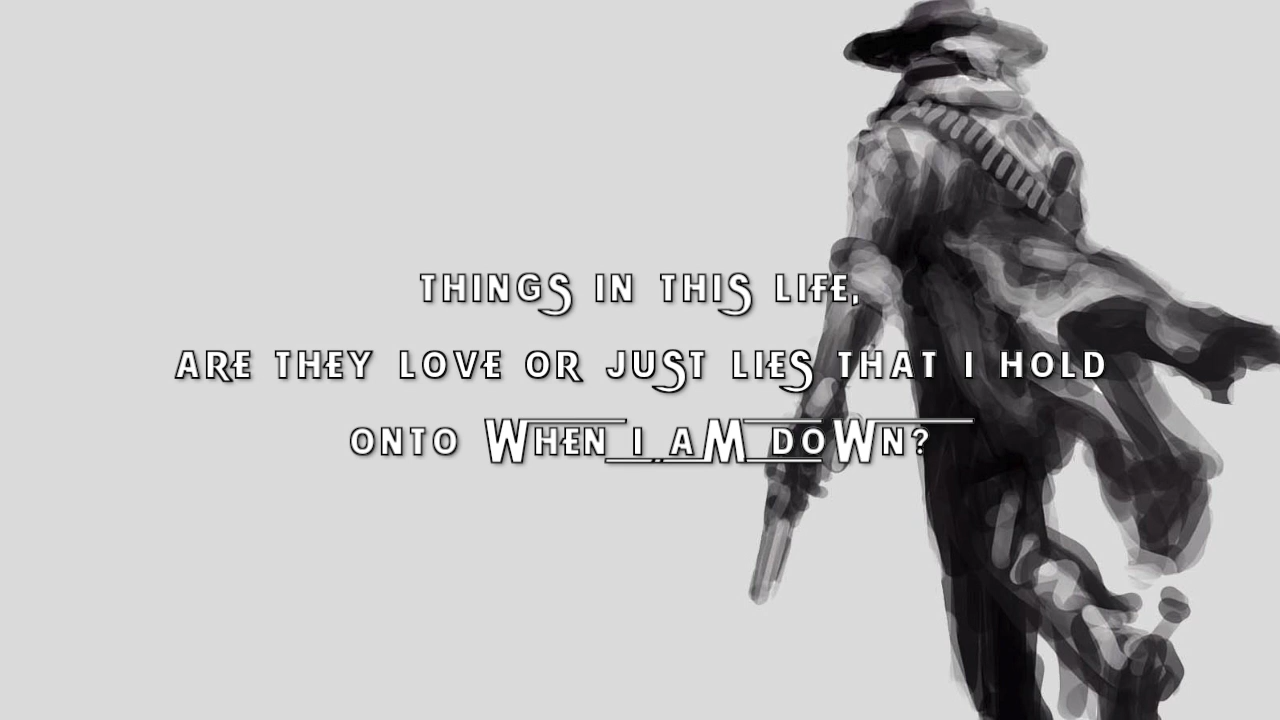 THINGS IN THIS LIFE,
ARE THEY LOVE OR JUST LIES THAT I HOLD
ONTO WHEN I AM DOWN?